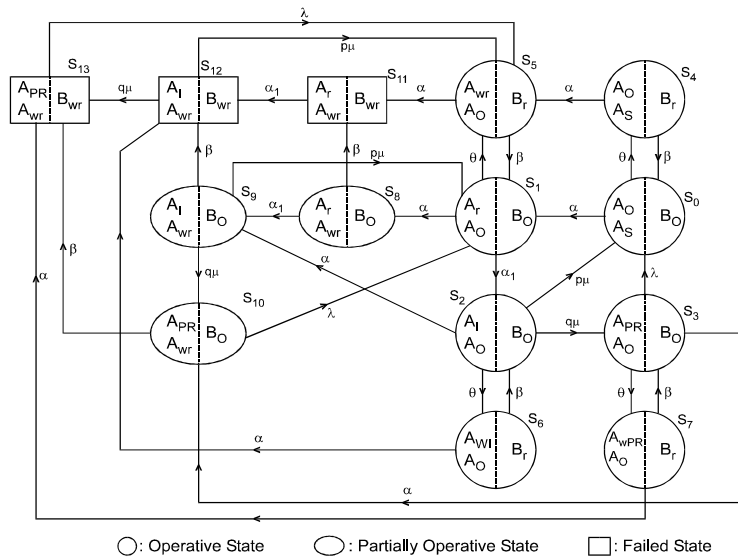 λ
pμ
S13
S12
S11
S5
S4
APR
Awr
Bwr
qμ
AI
Awr
Bwr
α1
Ar
Awr
Bwr
α
Awr
AO
Br
α
AO
AS
Br
β
β
pμ
θ
β
θ
β
S9
S8
S1
S0
AI
Awr
BO
α1
Ar
Awr
BO
α
Ar
AO
BO
α
AO
AS
BO
β
qμ
α
α1
pμ
λ
S10
S2
S3
α
APR
Awr
BO
λ
AI
AO
BO
qμ
APR
AO
BO
θ
β
θ
β
S6
S7
α
AWI
AO
Br
AwPR
AO
Br
α
: Operative State : Partially Operative State : Failed State